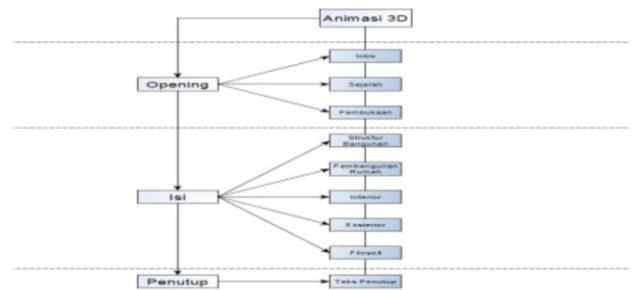 Animasi 3D
Intro
Opening
Sejarah
Pembukaan
Struktur
Bangunan
Pembangunan
Rumah
Isi
Interior
Eksterior
Filosofi
Penutup
Teks Penutup